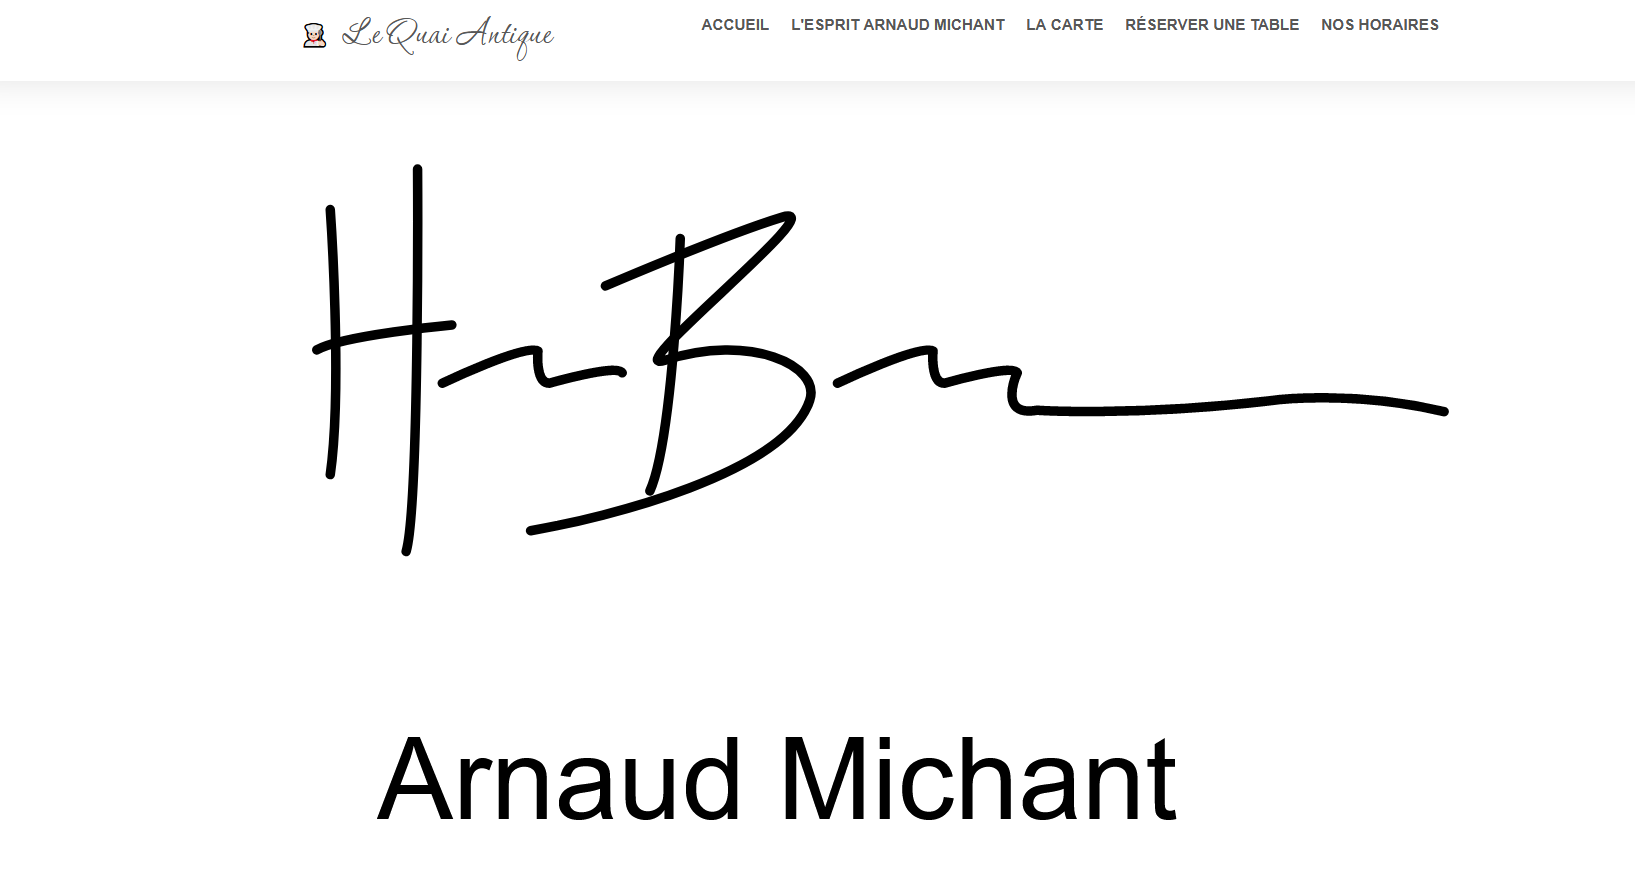 Le Quai Antique
ACCUEIL L'ESPRIT ARNAUD MICHANT LA CARTE RÉSERVER UNE TABLE NOS HORAIRES
Arnaud Michant